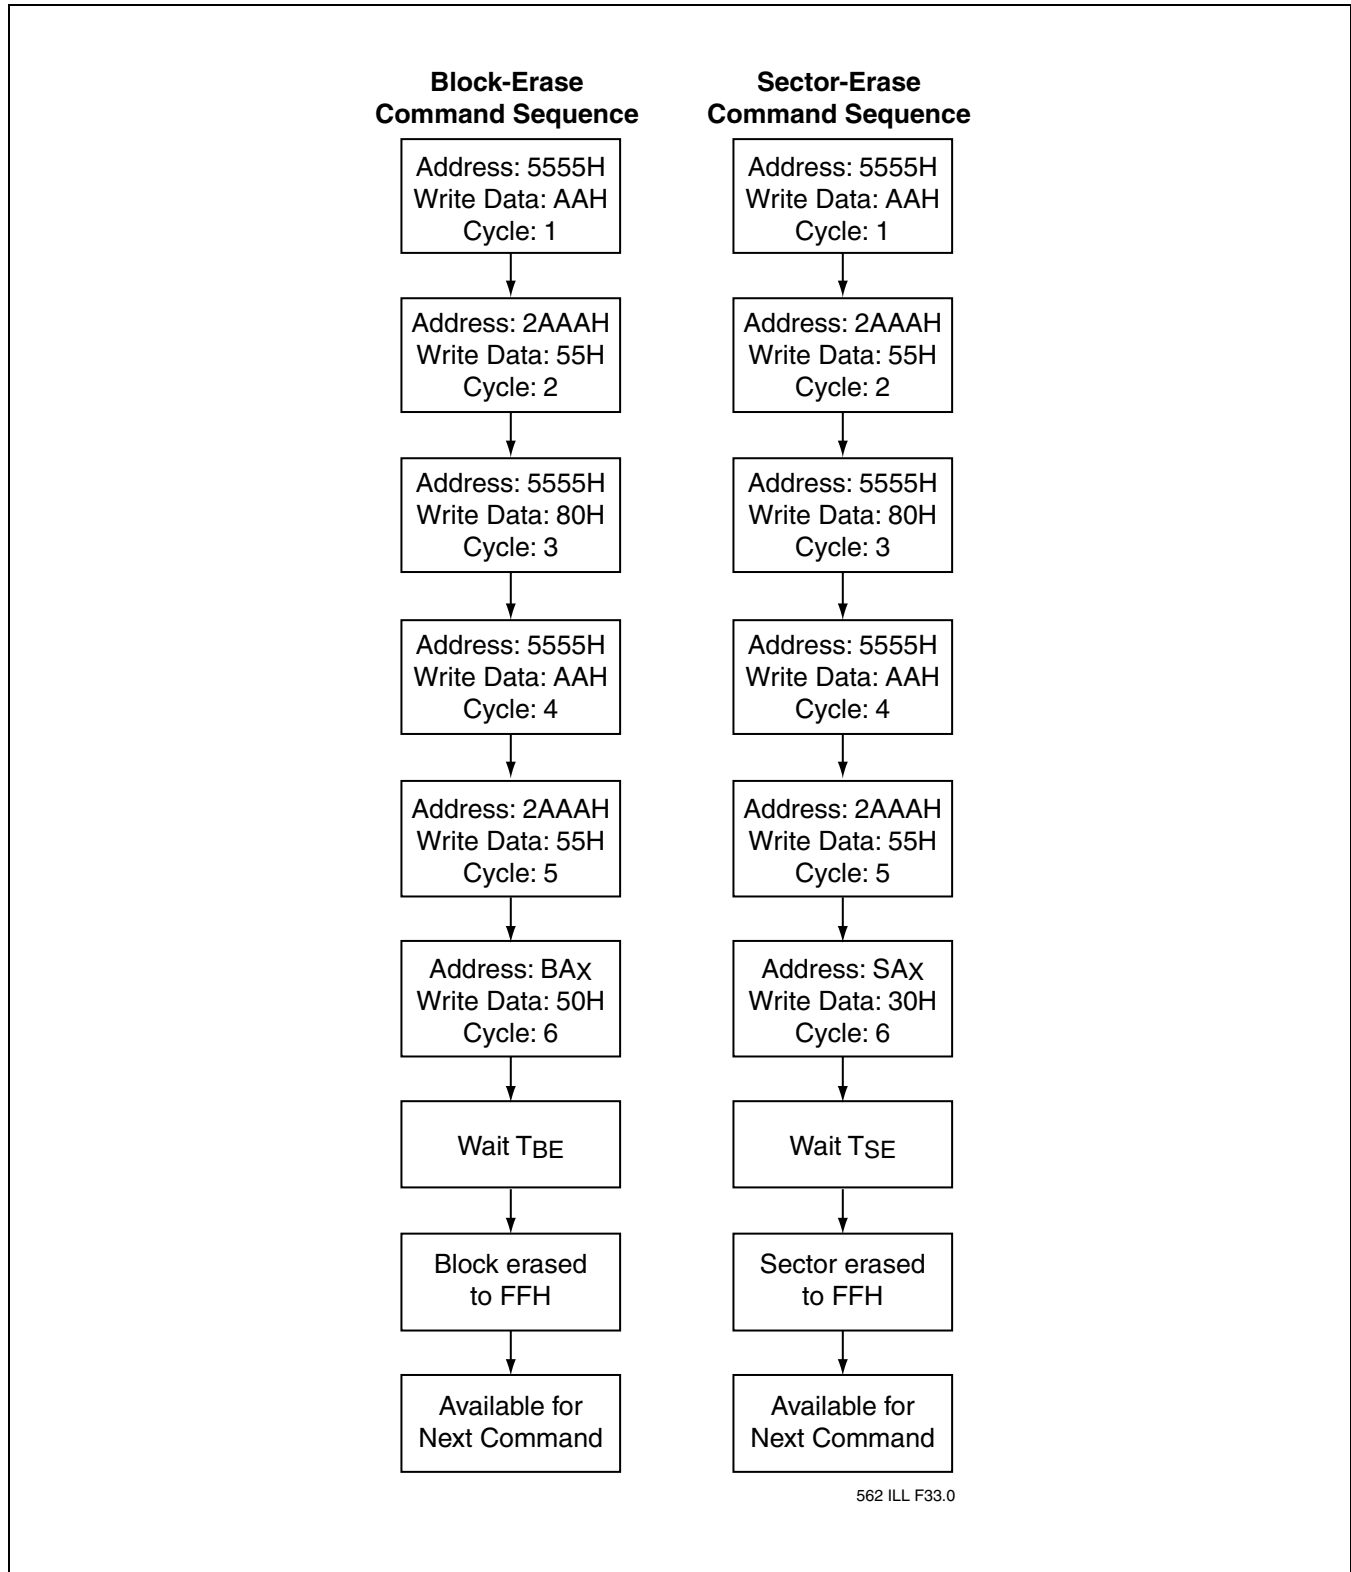 Block-Erase
Command Sequence
Address: 5555H
Write Data: AAH
Cycle: 1
Address: 2AAAH
Write Data: 55H
Cycle: 2
Address: 5555H
Write Data: 80H
Cycle: 3
Address: 5555H
Write Data: AAH
Cycle: 4
Address: 2AAAH
Write Data: 55H
Cycle: 5
Address: BAX
Write Data: 50H
Cycle: 6
Wait TBE
Block erased
to FFH
Available for
Next Command
Sector-Erase
Command Sequence
Address: 5555H
Write Data: AAH
Cycle: 1
Address: 2AAAH
Write Data: 55H
Cycle: 2
Address: 5555H
Write Data: 80H
Cycle: 3
Address: 5555H
Write Data: AAH
Cycle: 4
Address: 2AAAH
Write Data: 55H
Cycle: 5
Address: SAX
Write Data: 30H
Cycle: 6
Wait TSE
Sector erased
to FFH
Available for
Next Command
562 ILL F33.0